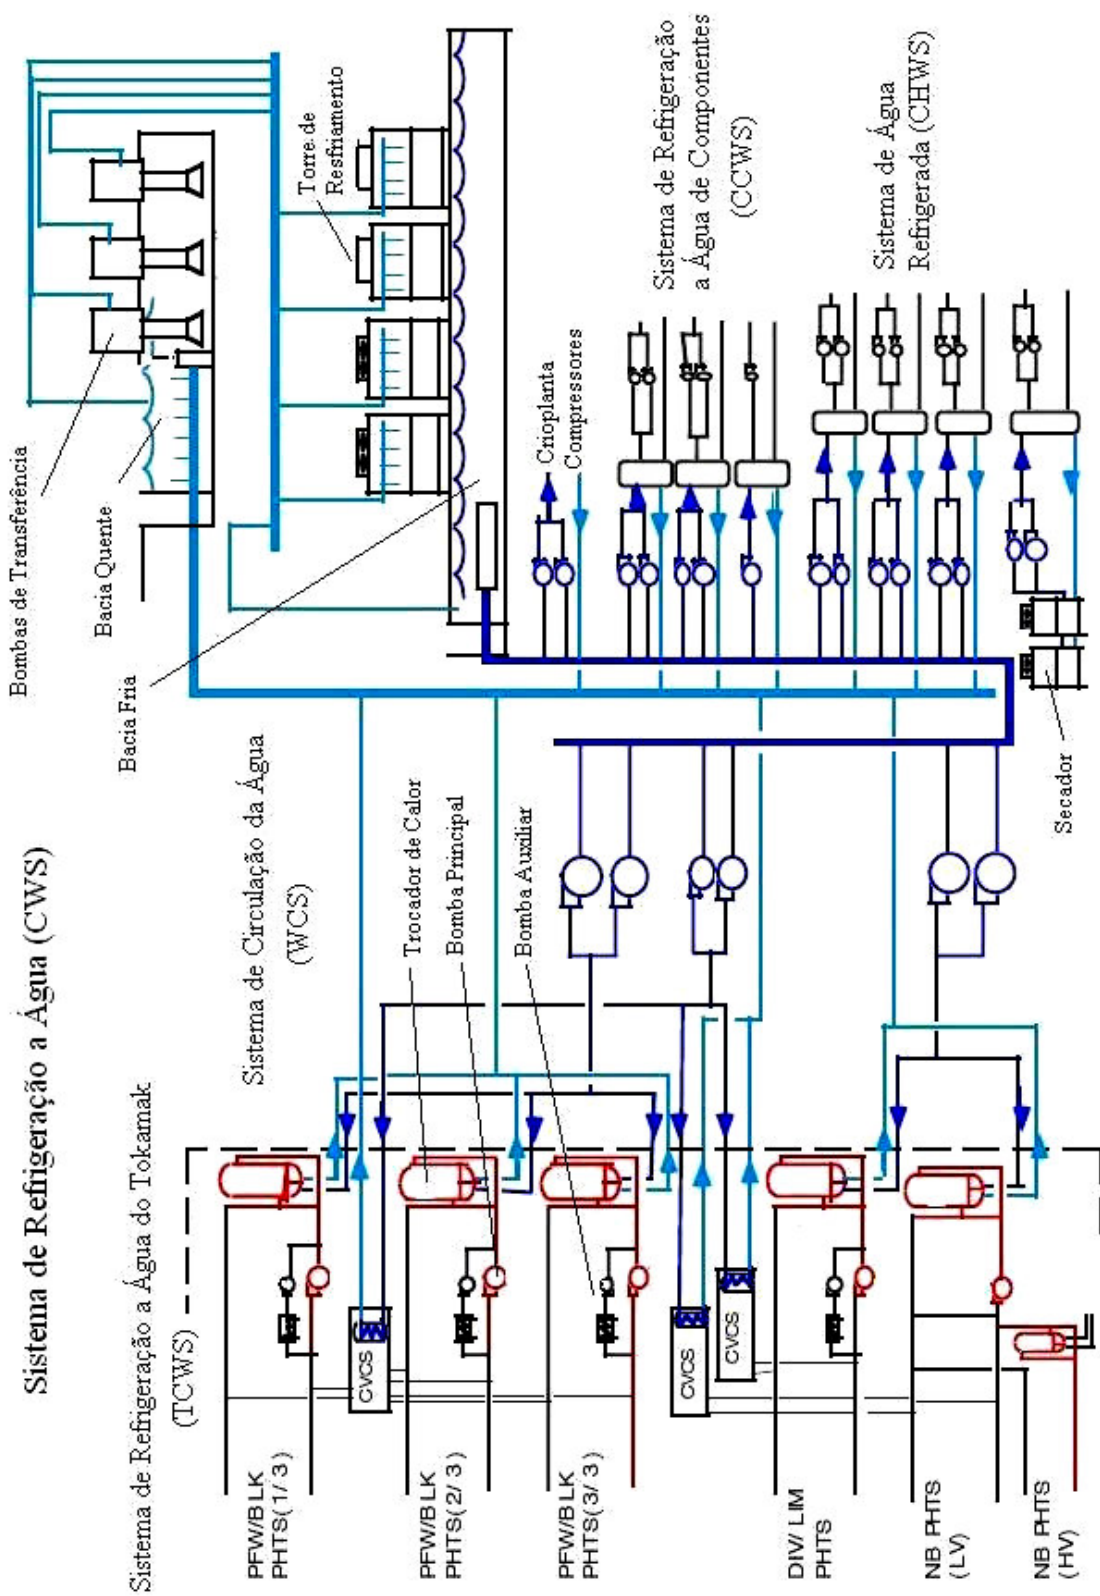 Sistema de Refrigeração a Água (CWS)
Sistema de Refrigeração a Água do Tokamak
(TCWS)
Sistema de Circulação da Água
(WCS)
Bombas de Transferência
Bacia Quente
Bacia Fria
Torre de
Resfriamento
Trocador de Calor
Bomba Principal
Bomba Auxiliar
Crioplanta
Compressores
Sistema de Refrigeração
a Água de Componentes
(CCWS)
Sistema de Água
Refrigerada (CHWS)
Secador
PFW/BLK
PHTS(1/3)
CVCS
PFW/BLK
PHTS(2/3)
PFW/BLK
PHTS(3/3)
CVCS
CVCS
DIV/ LIM
PHTS
NB PHTS
(LV)
NB PHTS
(HV)